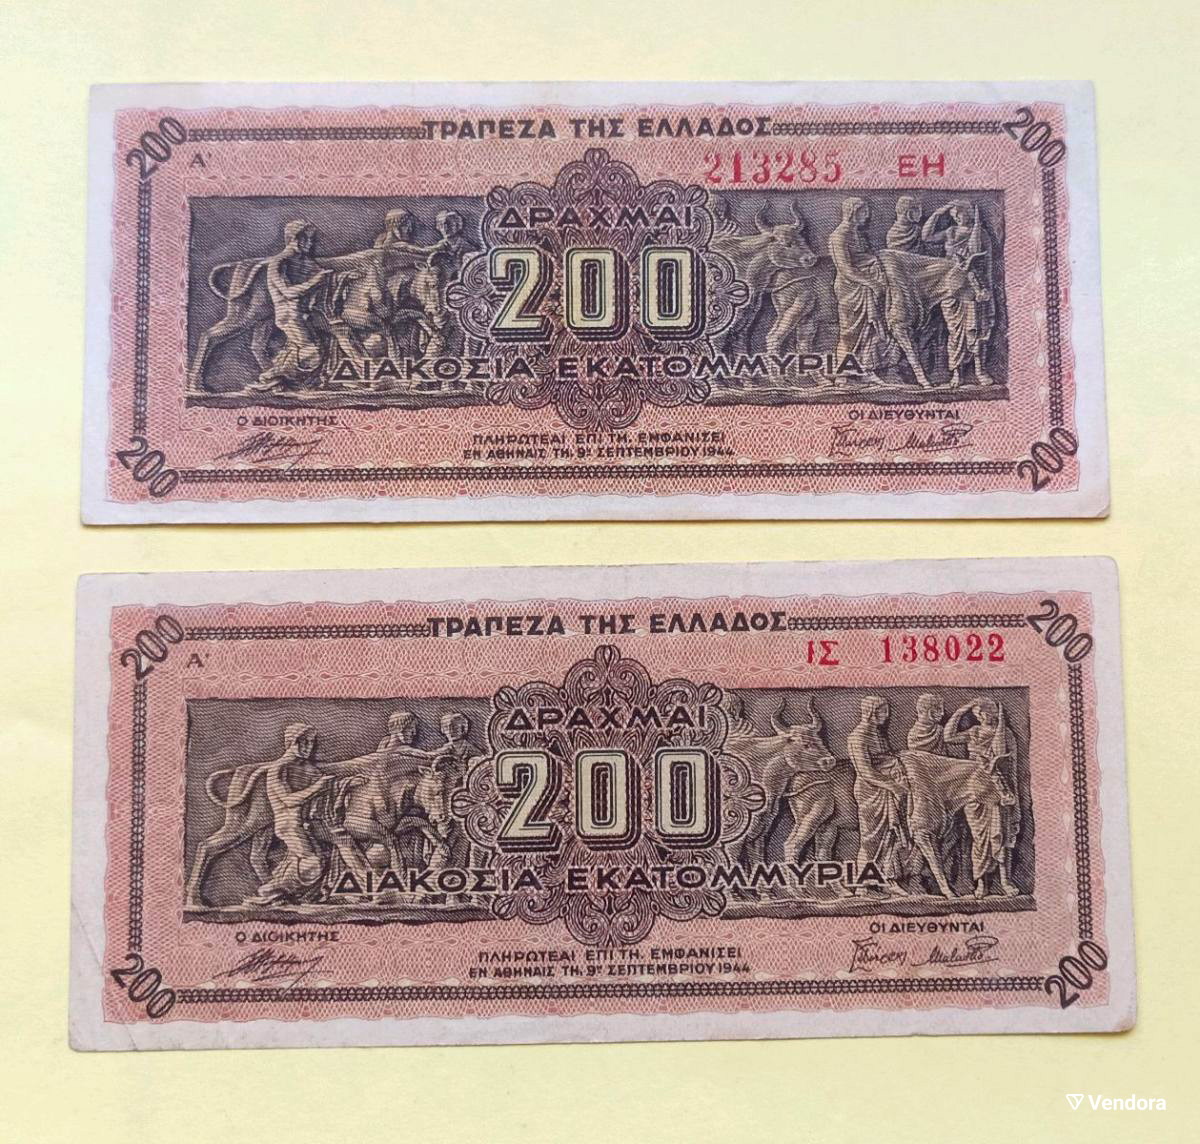 200 ΤΡΑΠΕΖΑ ΤΗΣ ΕΛΛΑΔΟΣ 200
Α' 213285 ΕΗ
ΔΡΑΧΜΑΙ
200
ΔΙΑΚΟΣΙΑ ΕΚΑΤΟΜΜΥΡΙΑ
Ο ΔΙΟΙΚΗΤΗΣ ΟΙ ΔΙΕΥΘΥΝΤΑΙ
ΠΛΗΡΩΤΕΑΙ ΕΠΙ ΤΗ. ΕΜΦΑΝΙΣΕΙ
ΕΝ ΑΘΗΝΑΙΣ ΤΗ. 9ῃ ΣΕΠΤΕΜΒΡΙΟΥ 1944
200 200
200 ΤΡΑΠΕΖΑ ΤΗΣ ΕΛΛΑΔΟΣ 200
Α' ΙΣ 138022
ΔΡΑΧΜΑΙ
200
ΔΙΑΚΟΣΙΑ ΕΚΑΤΟΜΜΥΡΙΑ
Ο ΔΙΟΙΚΗΤΗΣ ΟΙ ΔΙΕΥΘΥΝΤΑΙ
ΠΛΗΡΩΤΕΑΙ ΕΠΙ ΤΗ. ΕΜΦΑΝΙΣΕΙ
ΕΝ ΑΘΗΝΑΙΣ ΤΗ. 9ῃ ΣΕΠΤΕΜΒΡΙΟΥ 1944
200 200
Vendora